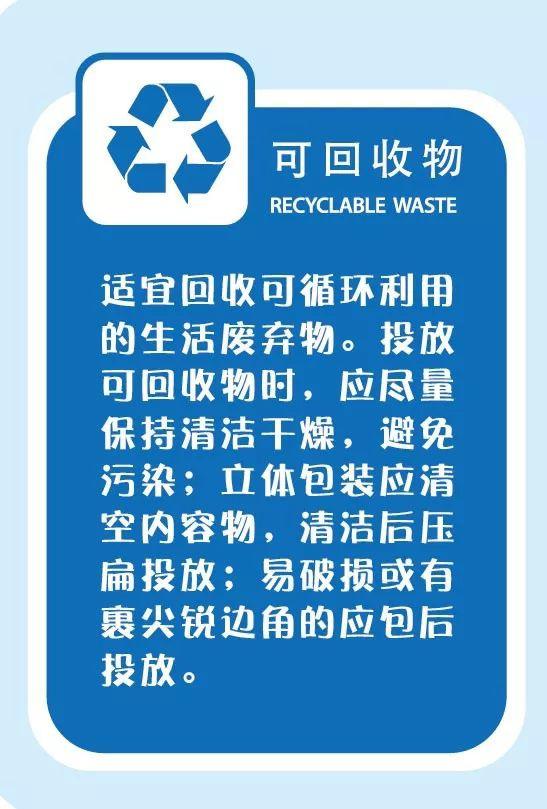 可回收物
RECYCLABLE WASTE
适宜回收可循环利用
的生活废弃物。投放
可回收物时，应尽量
保持清洁干燥，避免
污染；立体包装应清
空内容物，清洁后压
扁投放；易破损或有
裹尖锐边角的应包后
投放。